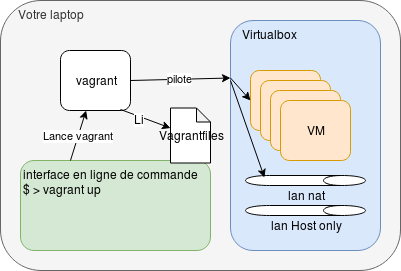 Votre laptop
Virtualbox
vagrant
pilote
Li
Vagrantfiles
Lance vagrant
VM
interface en ligne de commande
$ > vagrant up
lan nat
lan Host only